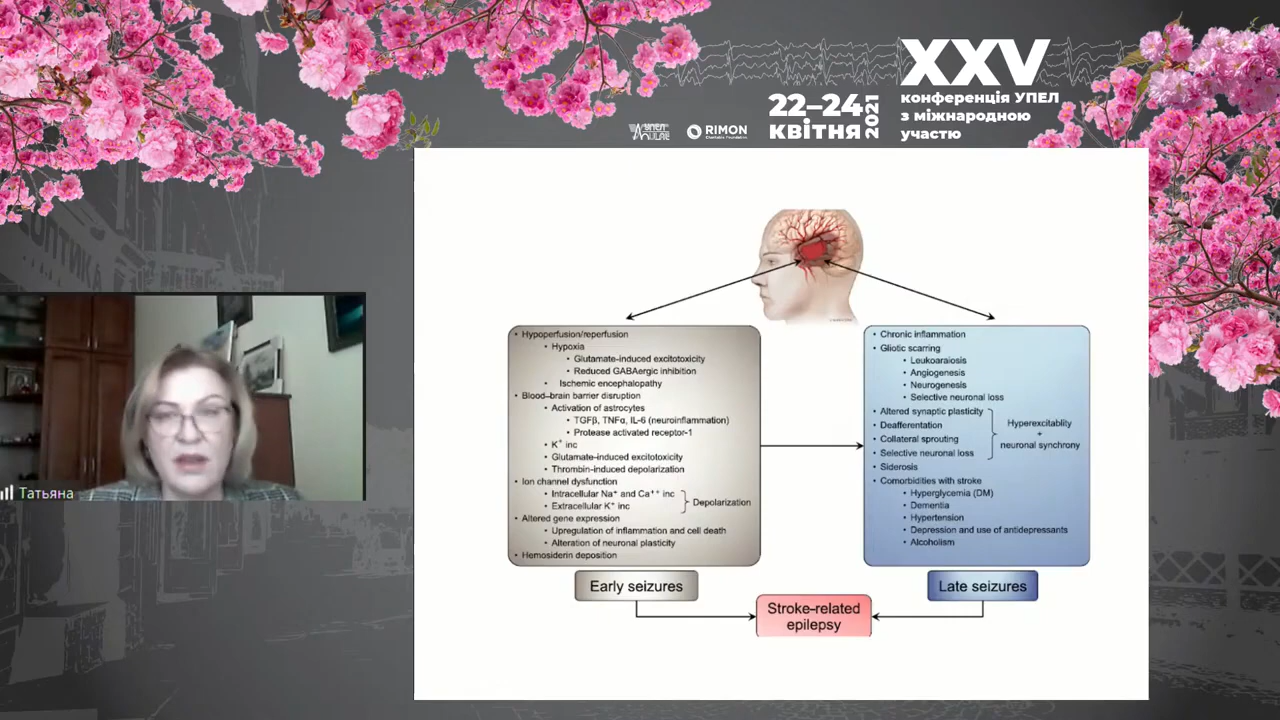 XXV
22–24
квітня
2021
конференція УПЕЛ
з міжнародною
участю
RIMON
Charitable Foundation
ОПТИКА
Татьяна
• Hypoperfusion/reperfusion
• Hypoxia
• Glutamate-induced excitotoxicity
• Reduced GABAergic inhibition
• Ischemic encephalopathy
• Blood–brain barrier disruption
• Activation of astrocytes
• TGFβ, TNFα, IL-6 (neuroinflammation)
• Protease activated receptor-1
• K⁺ inc
• Glutamate-induced excitotoxicity
• Thrombin-induced depolarization
• Ion channel dysfunction
• Intracellular Na⁺ and Ca⁺⁺ inc
• Extracellular K⁺ inc
Depolarization
• Altered gene expression
• Upregulation of inflammation and cell death
• Alteration of neuronal plasticity
• Hemosiderin deposition
Early seizures
• Chronic inflammation
• Gliotic scarring
• Leukoaraiosis
• Angiogenesis
• Neurogenesis
• Selective neuronal loss
• Altered synaptic plasticity
• Deafferentation
• Collateral sprouting
• Selective neuronal loss
Hyperexcitablity
+
neuronal synchrony
• Siderosis
• Comorbidities with stroke
• Hyperglycemia (DM)
• Dementia
• Hypertension
• Depression and use of antidepressants
• Alcoholism
Late seizures
Stroke–related
epilepsy